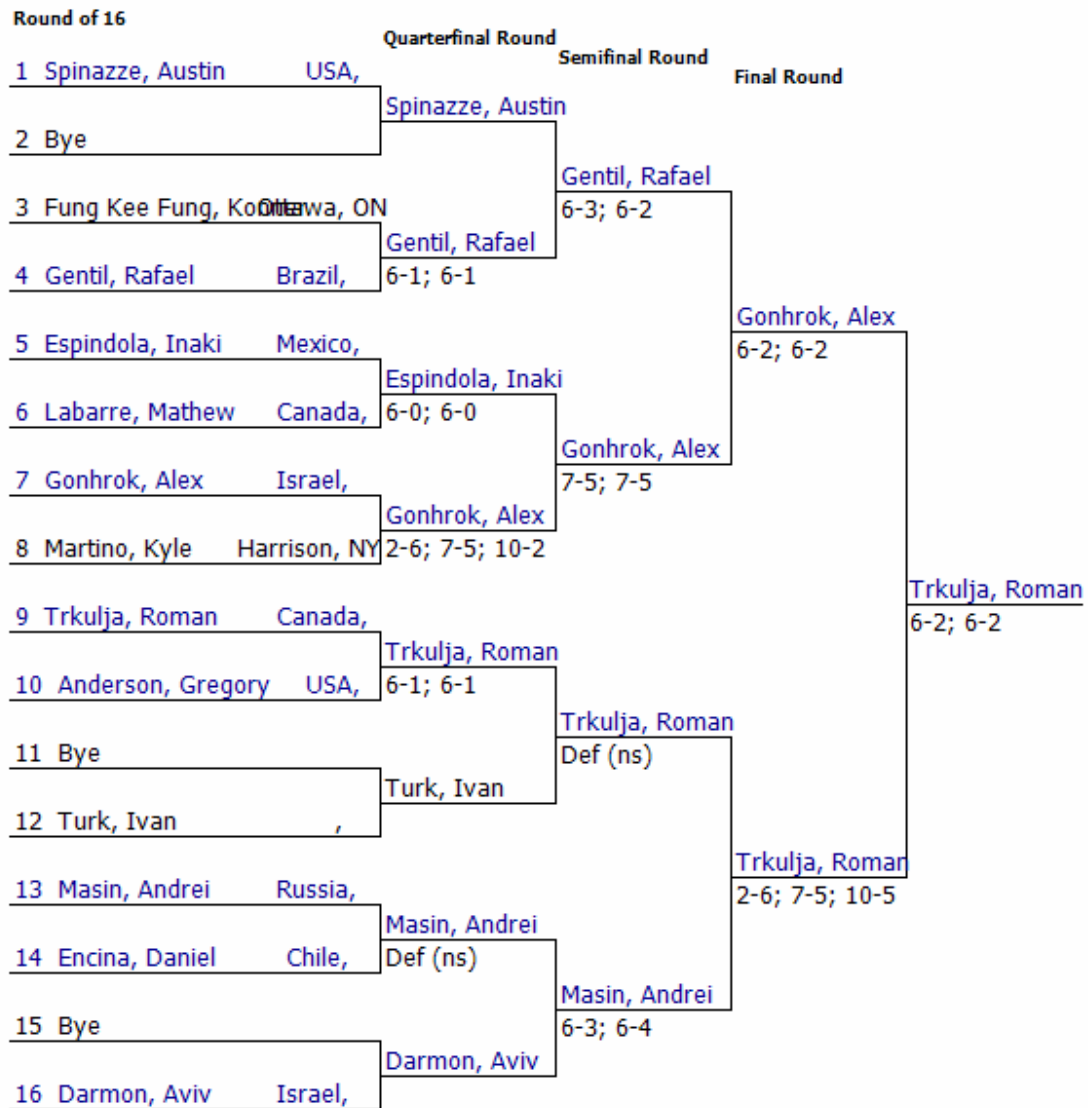 Round of 16
Quarterfinal Round
Semifinal Round
Final Round
1 Spinazze, Austin USA,
Spinazze, Austin
2 Bye
Gentil, Rafael
6-3; 6-2
3 Fung Kee Fung, ON
Gentil, Rafael
6-1; 6-1
4 Gentil, Rafael Brazil,
Gonhrok, Alex
6-2; 6-2
5 Espindola, Inaki Mexico,
Espindola, Inaki
6-0; 6-0
6 Labarre, Mathew Canada,
Gonhrok, Alex
7-5; 7-5
7 Gonhrok, Alex Israel,
Gonhrok, Alex
2-6; 7-5; 10-2
8 Martino, Kyle Harrison, NY
Trkulja, Roman
6-2; 6-2
9 Trkulja, Roman Canada,
Trkulja, Roman
6-1; 6-1
10 Anderson, Gregory USA,
Trkulja, Roman
Def (ns)
11 Bye
Turk, Ivan
12 Turk, Ivan ,
Trkulja, Roman
2-6; 7-5; 10-5
13 Masin, Andrei Russia,
Masin, Andrei
Def (ns)
14 Encina, Daniel Chile,
Masin, Andrei
6-3; 6-4
15 Bye
Darmon, Aviv
16 Darmon, Aviv Israel,